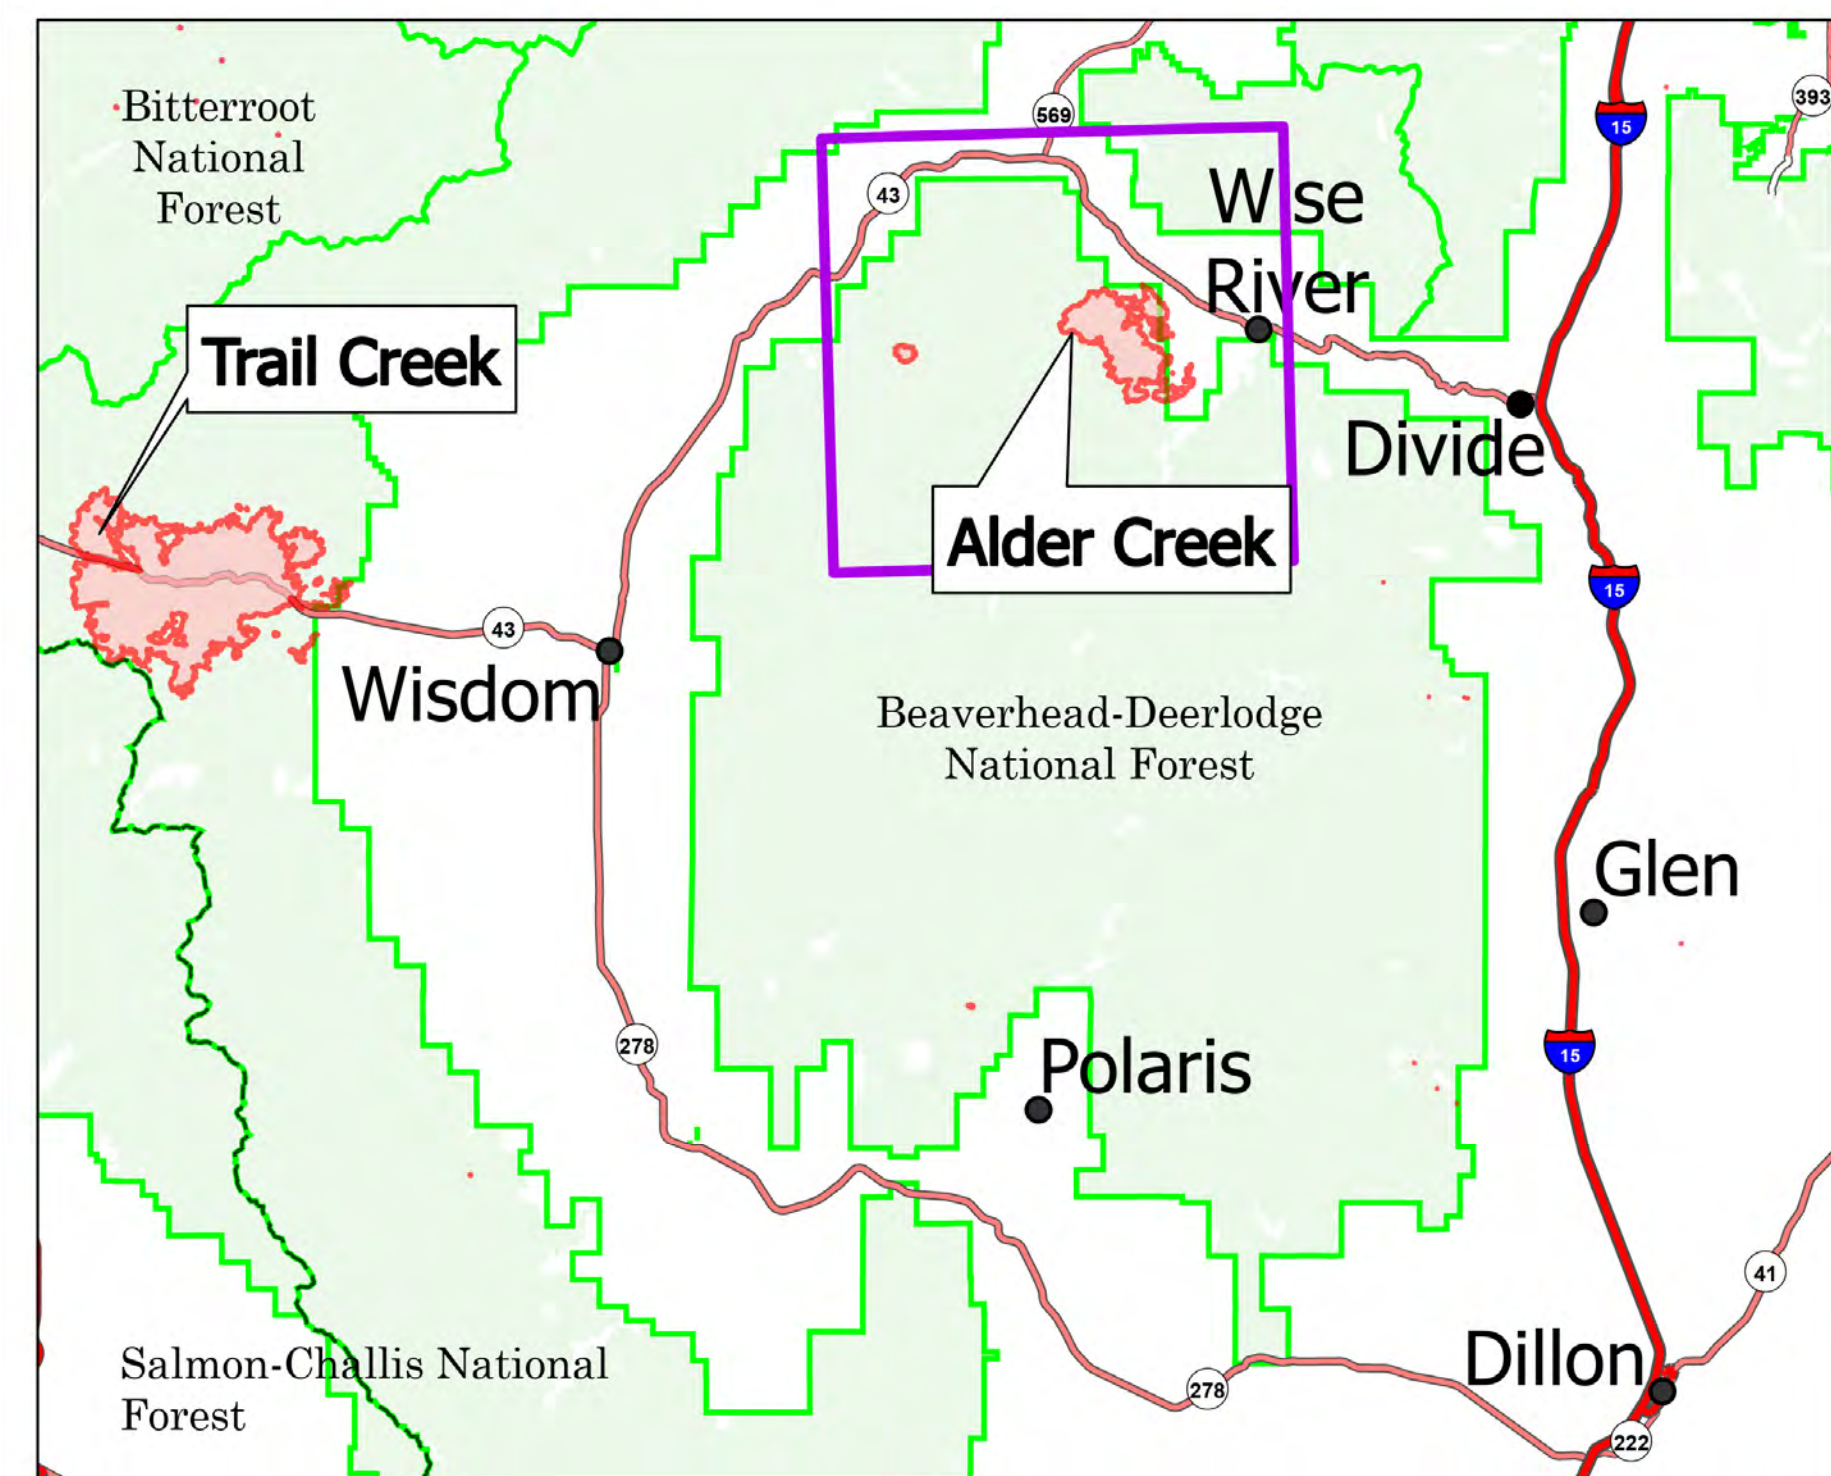 Bitterroot
National
Forest
569
393
15
43
Wise
River
Trail Creek
Divide
Alder Creek
15
43
Wisdom
Beaverhead-Deerlodge
National Forest
Glen
278
15
Polaris
41
Salmon-Challis National
Forest
Dillon
278
222